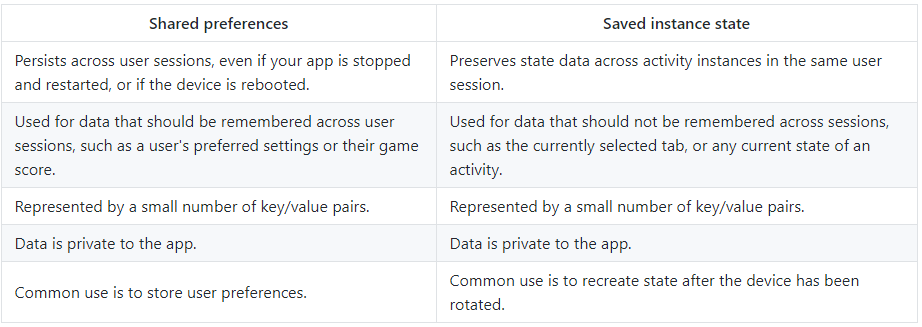 Shared preferences
Saved instance state
Persists across user sessions, even if your app is stopped
and restarted, or if the device is rebooted.
Preserves state data across activity instances in the same user
session.
Used for data that should be remembered across user
sessions, such as a user's preferred settings or their game
score.
Used for data that should not be remembered across sessions,
such as the currently selected tab, or any current state of an
activity.
Represented by a small number of key/value pairs.
Represented by a small number of key/value pairs.
Data is private to the app.
Data is private to the app.
Common use is to store user preferences.
Common use is to recreate state after the device has been
rotated.